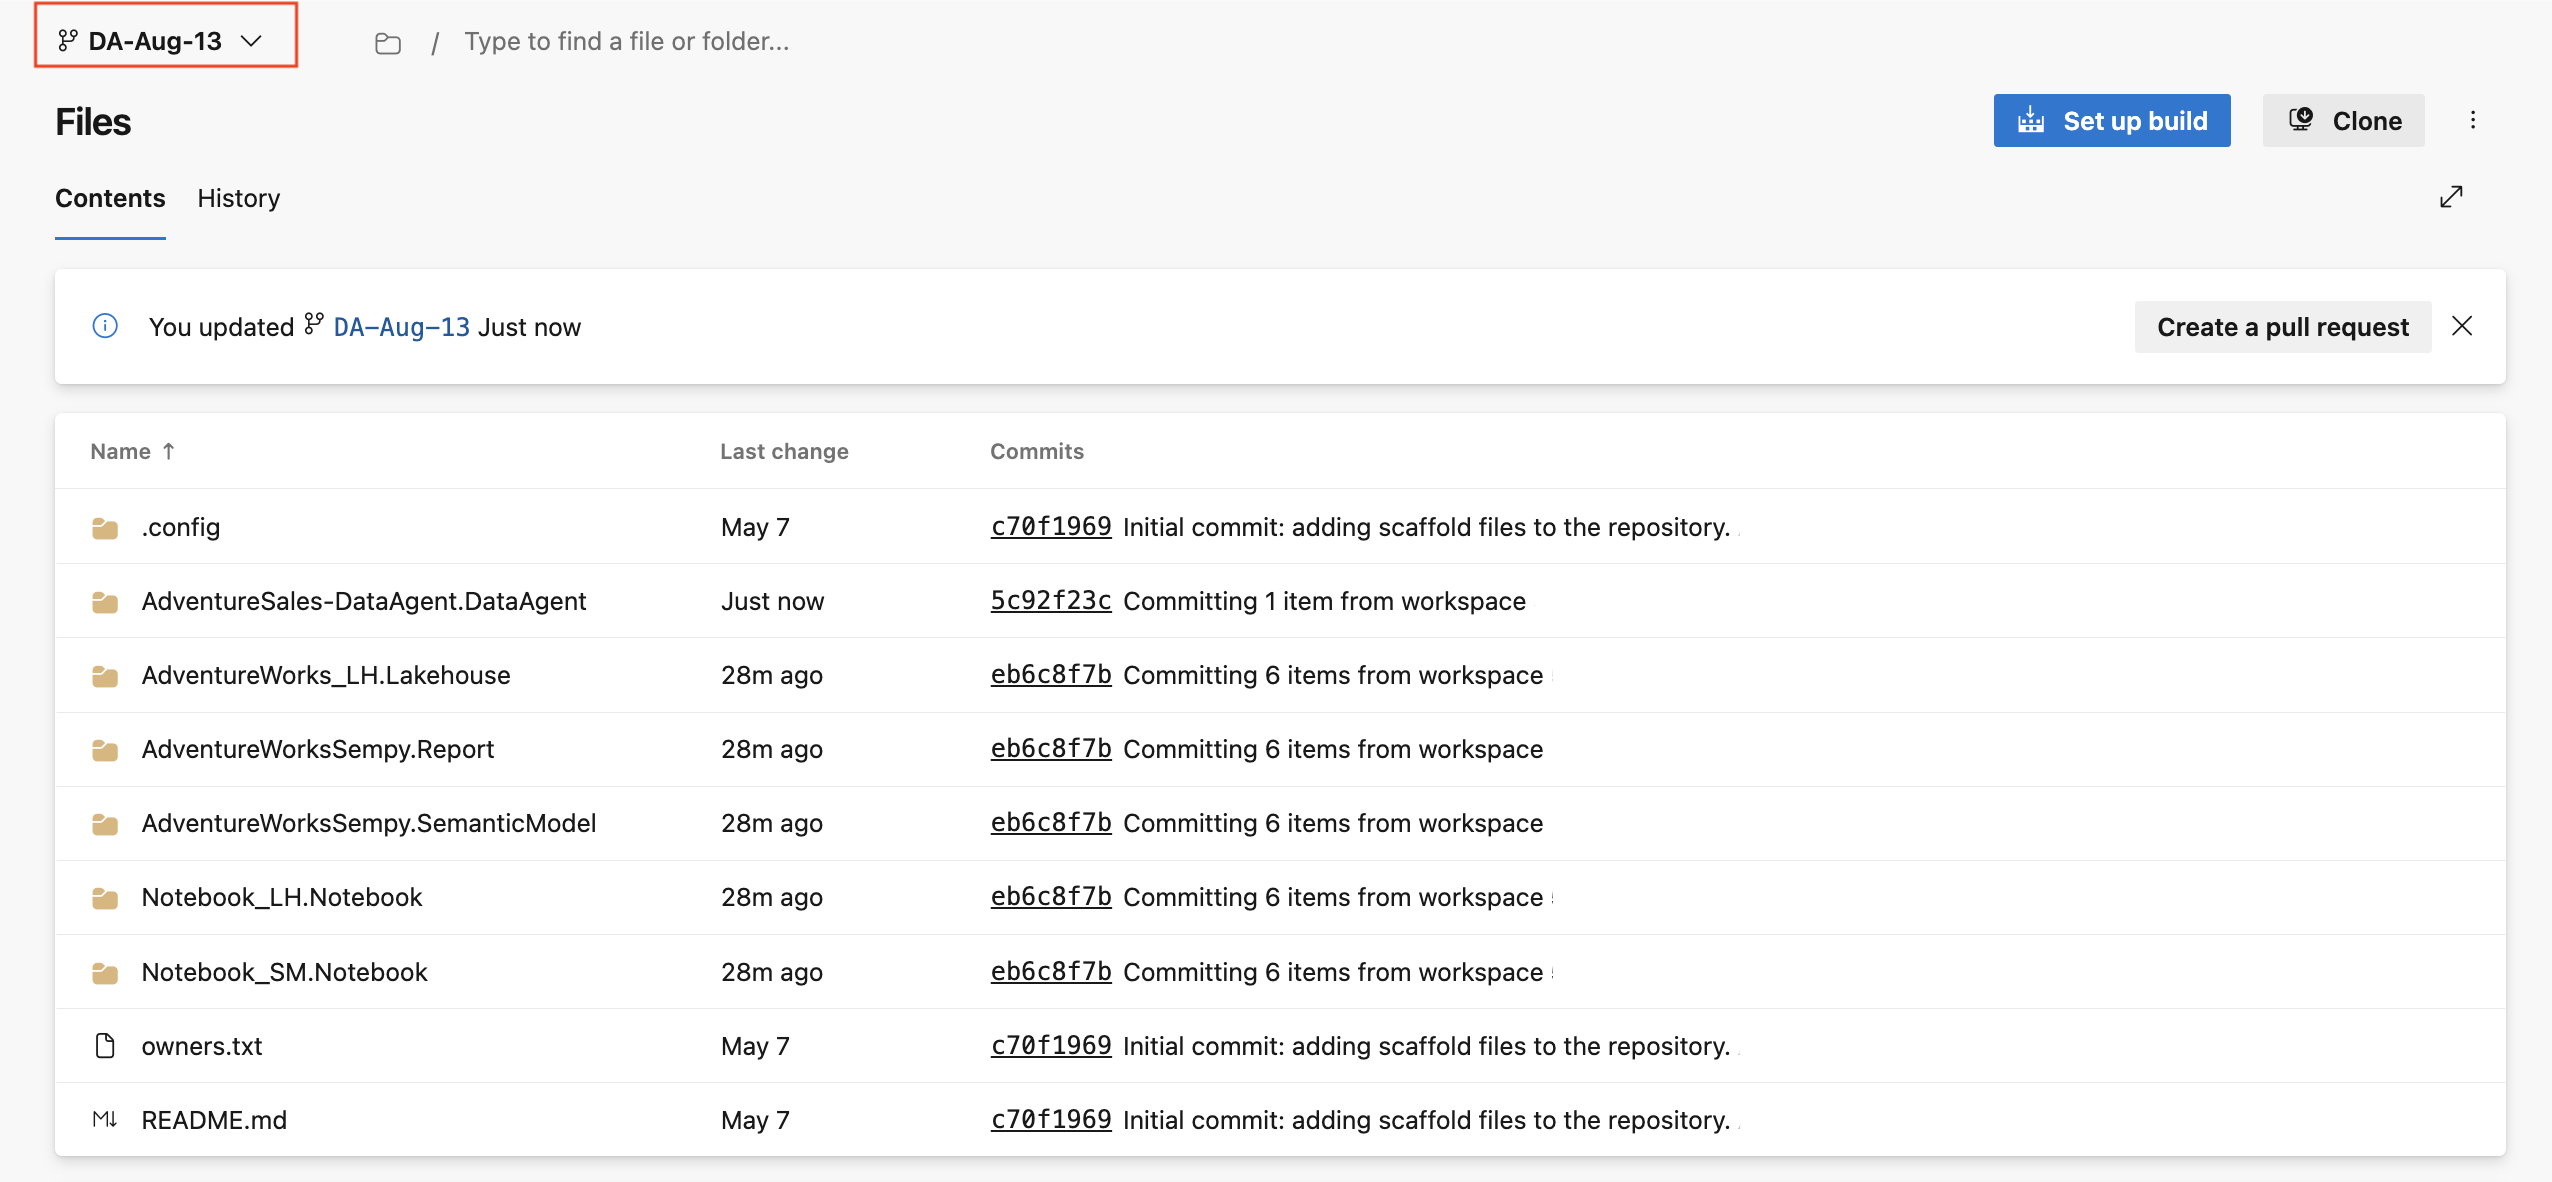 DA-Aug-13
/ Type to find a file or folder...
Files
Set up build
Clone
Contents
History
You updated DA-Aug-13 Just now
Create a pull request
Name ↑ Last change Commits
.config May 7 c70f1969 Initial commit: adding scaffold files to the repository.
AdventureSales-DataAgent.DataAgent Just now 5c92f23c Committing 1 item from workspace
AdventureWorks_LH.Lakehouse 28m ago eb6c8f7b Committing 6 items from workspace
AdventureWorksSempy.Report 28m ago eb6c8f7b Committing 6 items from workspace
AdventureWorksSempy.SemanticModel 28m ago eb6c8f7b Committing 6 items from workspace
Notebook_LH.Notebook 28m ago eb6c8f7b Committing 6 items from workspace
Notebook_SM.Notebook 28m ago eb6c8f7b Committing 6 items from workspace
owners.txt May 7 c70f1969 Initial commit: adding scaffold files to the repository.
M↓ README.md May 7 c70f1969 Initial commit: adding scaffold files to the repository.